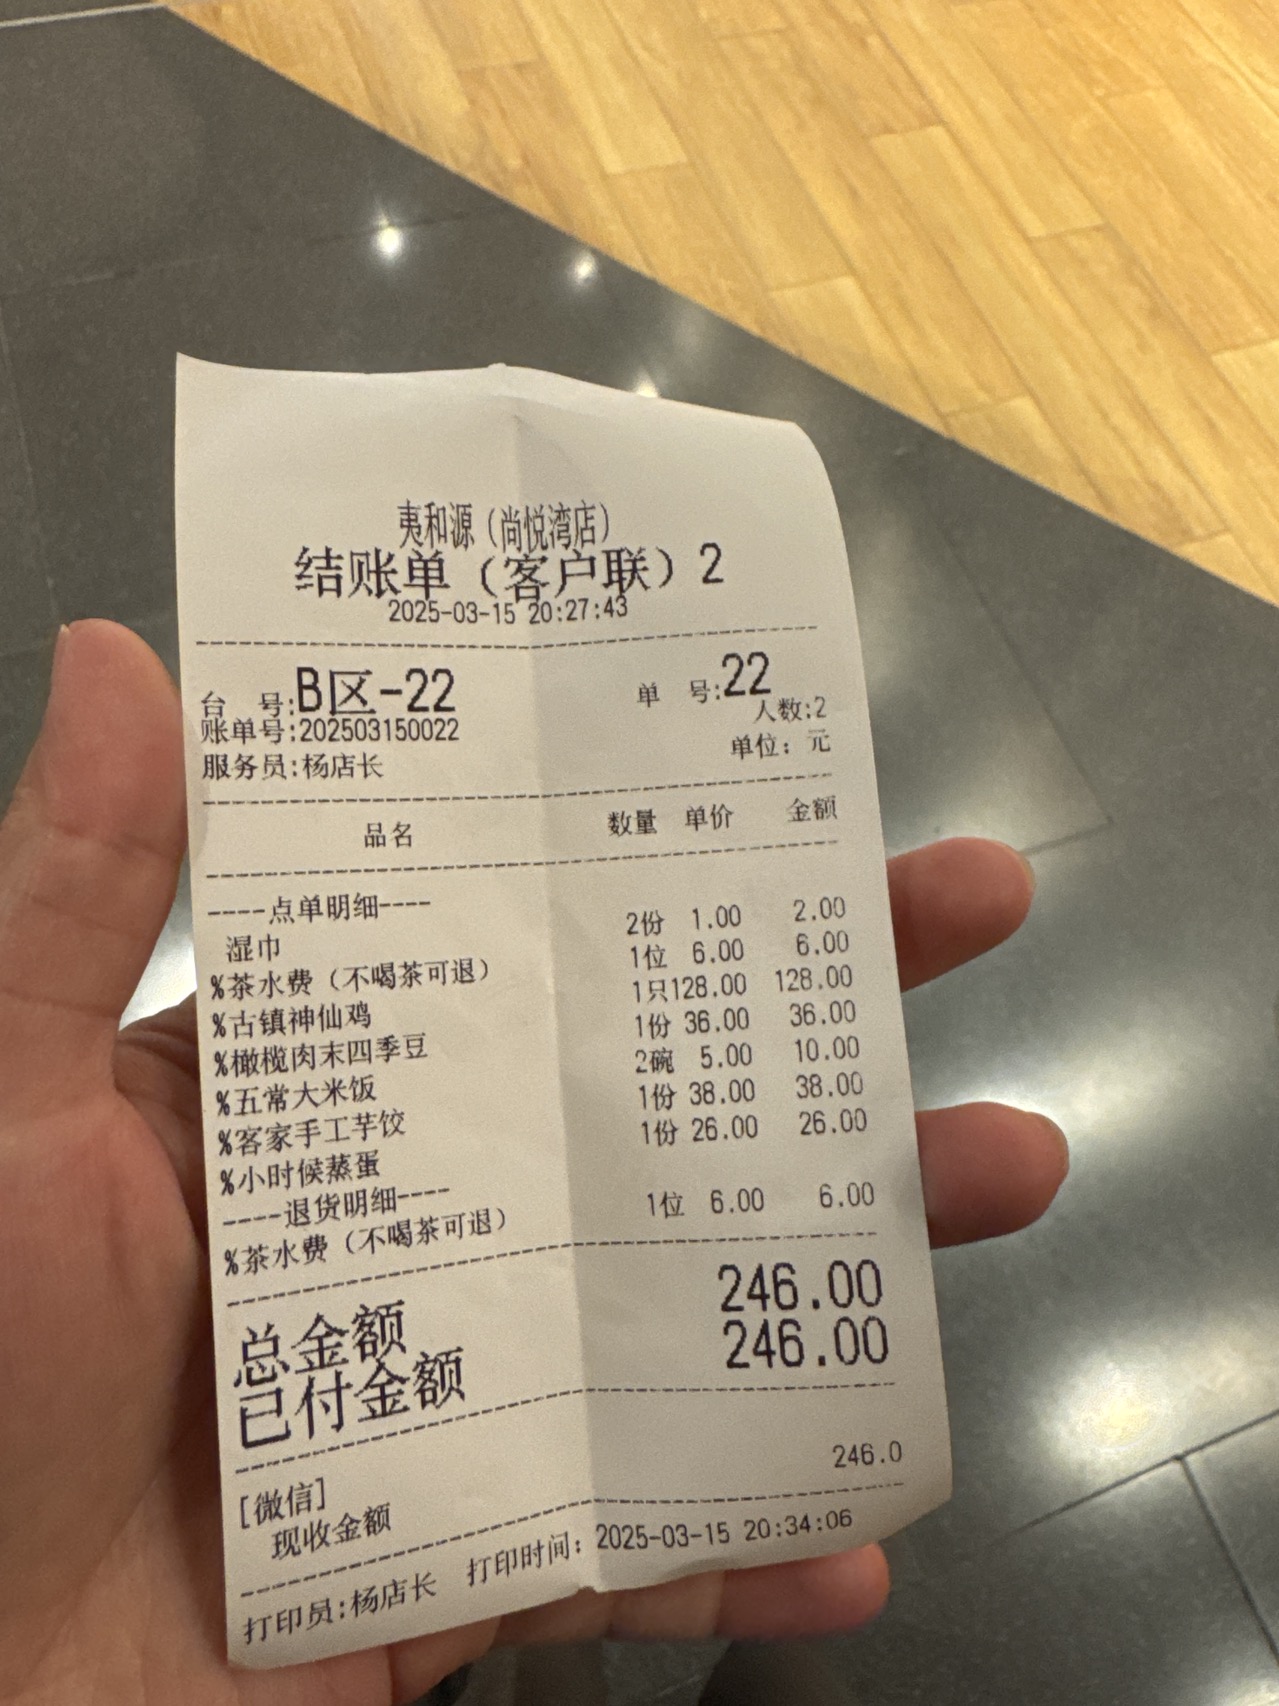 夷和源（尚悦湾店）
结账单（客户联）2
2025-03-15 20:27:43
台 号:B区-22 单 号:22
人数:2
账单号:202503150022
单位：元
服务员:杨店长
品名 数量 单价 金额
----点单明细----
湿巾 2份 1.00 2.00
%茶水费（不喝茶可退） 1位 6.00 6.00
%古镇神仙鸡 1只128.00 128.00
%橄榄肉末四季豆 1份 36.00 36.00
%五常大米饭 2碗 5.00 10.00
%客家手工芋饺 1份 38.00 38.00
%小时候蒸蛋 1份 26.00 26.00
----退货明细----
%茶水费（不喝茶可退） 1位 6.00 6.00
总金额 246.00
已付金额 246.00
[微信]
现收金额 246.0
打印员:杨店长 打印时间：2025-03-15 20:34:06